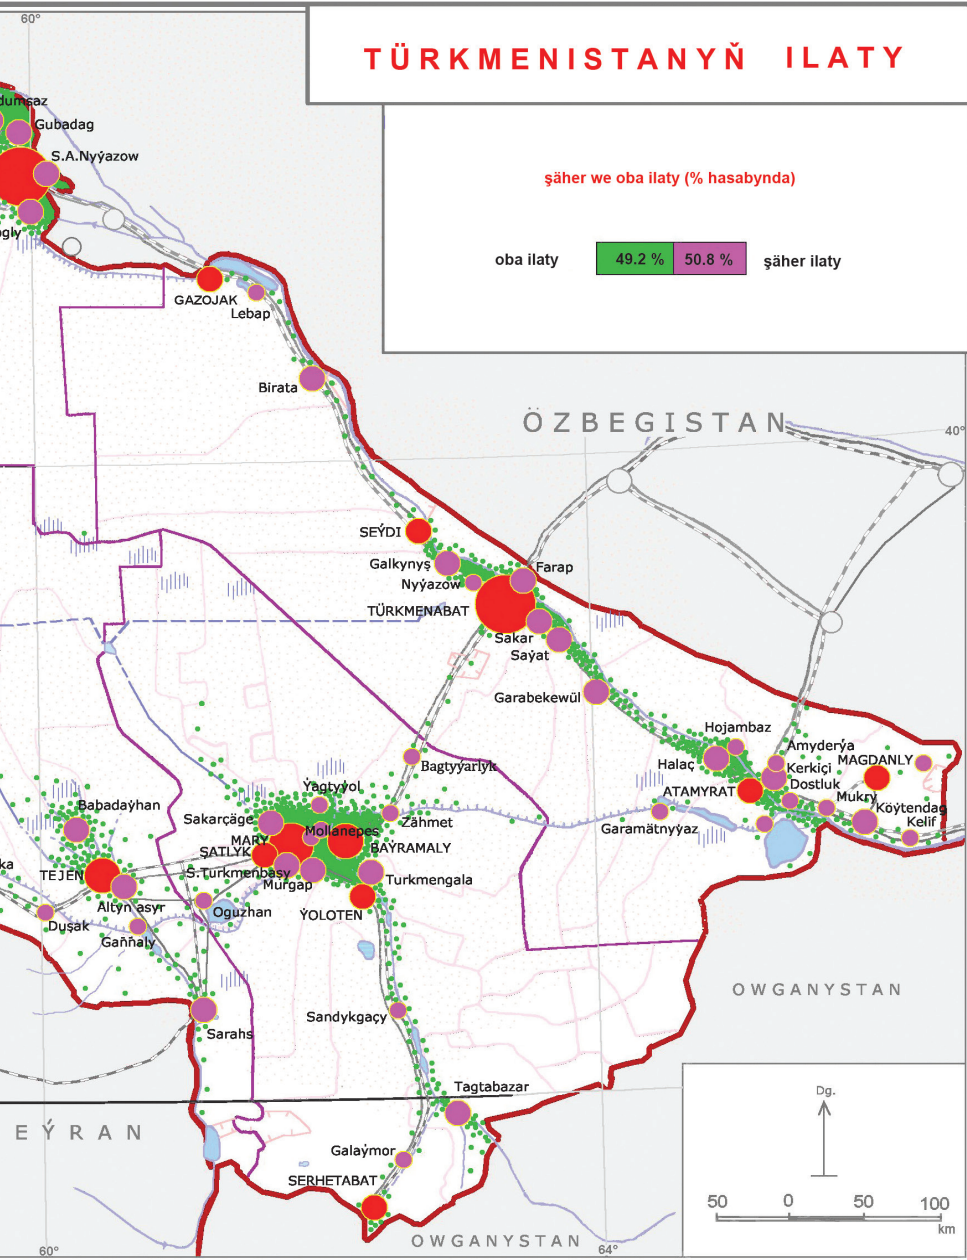 60°
TÜRKMENISTANYŇ ILATY
dumsaz
Gubadag
S.A.Nyýazow
şäher we oba ilaty (% hasabynda)
ogly
oba ilaty
49.2 %
50.8 %
şäher ilaty
GAZOJAK
Lebap
Birata
ÖZBEGISTAN
40°
SEÝDI
Galkynyş
Farap
Nyýazow
TÜRKMENABAT
Sakar
Saýat
Garabekewül
Hojambaz
Amyderýa
Halaç
Kerkiçi
MAGDANLY
Bagtyýarlyk
Dostluk
ATAMYRAT
Mukry
Ýagtyýol
Köýtendag
Babadaýhan
Sakarçäge
Zähmet
Kelif
Garamätnyýaz
Mollanepes
MARY
BAÝRAMALY
ŞATLYK
ka
TEJEN
S.Turkmenbaşy
Murgap
Turkmengala
Altyn asyr
Oguzhan
ÝOLOTEN
Duşak
Gaňňaly
OWGANYSTAN
Sandykgaçy
Sarahs
Tagtabazar
Dg.
EÝRAN
Galaýmor
SERHETABAT
50
0
50
100
km
OWGANYSTAN
60°
64°